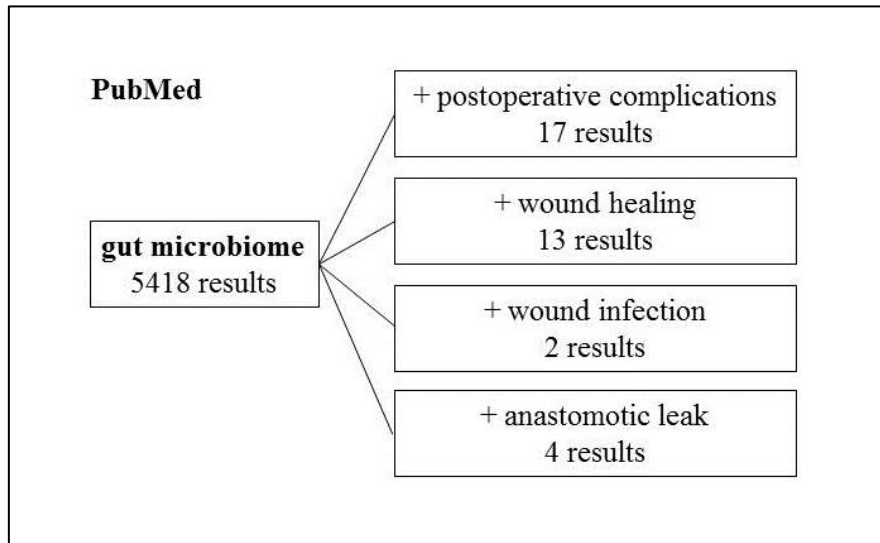 PubMed
gut microbiome
5418 results
+ postoperative complications
17 results
+ wound healing
13 results
+ wound infection
2 results
+ anastomotic leak
4 results